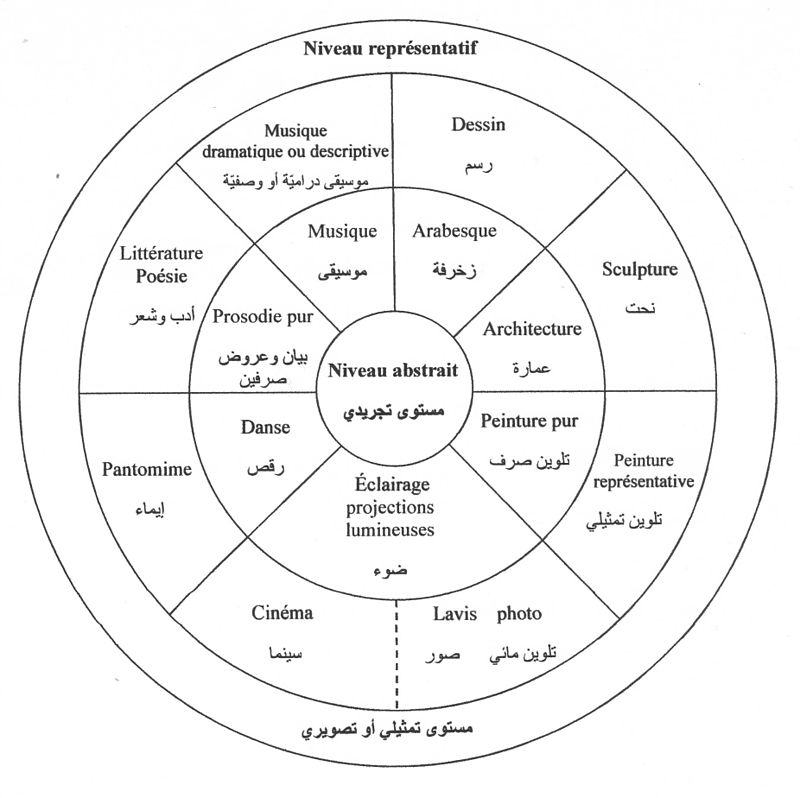 Niveau représentatif
Musique
dramatique ou descriptive
موسيقى دراميّة أو وصفيّة
Dessin
رسم
Sculpture
نحت
Peinture
représentative
تلوين تمثيلي
Lavis photo
تلوين مائي صور
Cinéma
سينما
Pantomime
إيماء
Littérature
Poésie
أدب وشعر
Musique
موسيقى
Arabesque
زخرفة
Architecture
عمارة
Peinture pur
تلوين صرف
Éclairage
projections
lumineuses
ضوء
Danse
رقص
Prosodie pur
بيان وعروض
صرفين
Niveau abstrait
مستوى تجريدي
مستوى تمثيلي أو تصويري